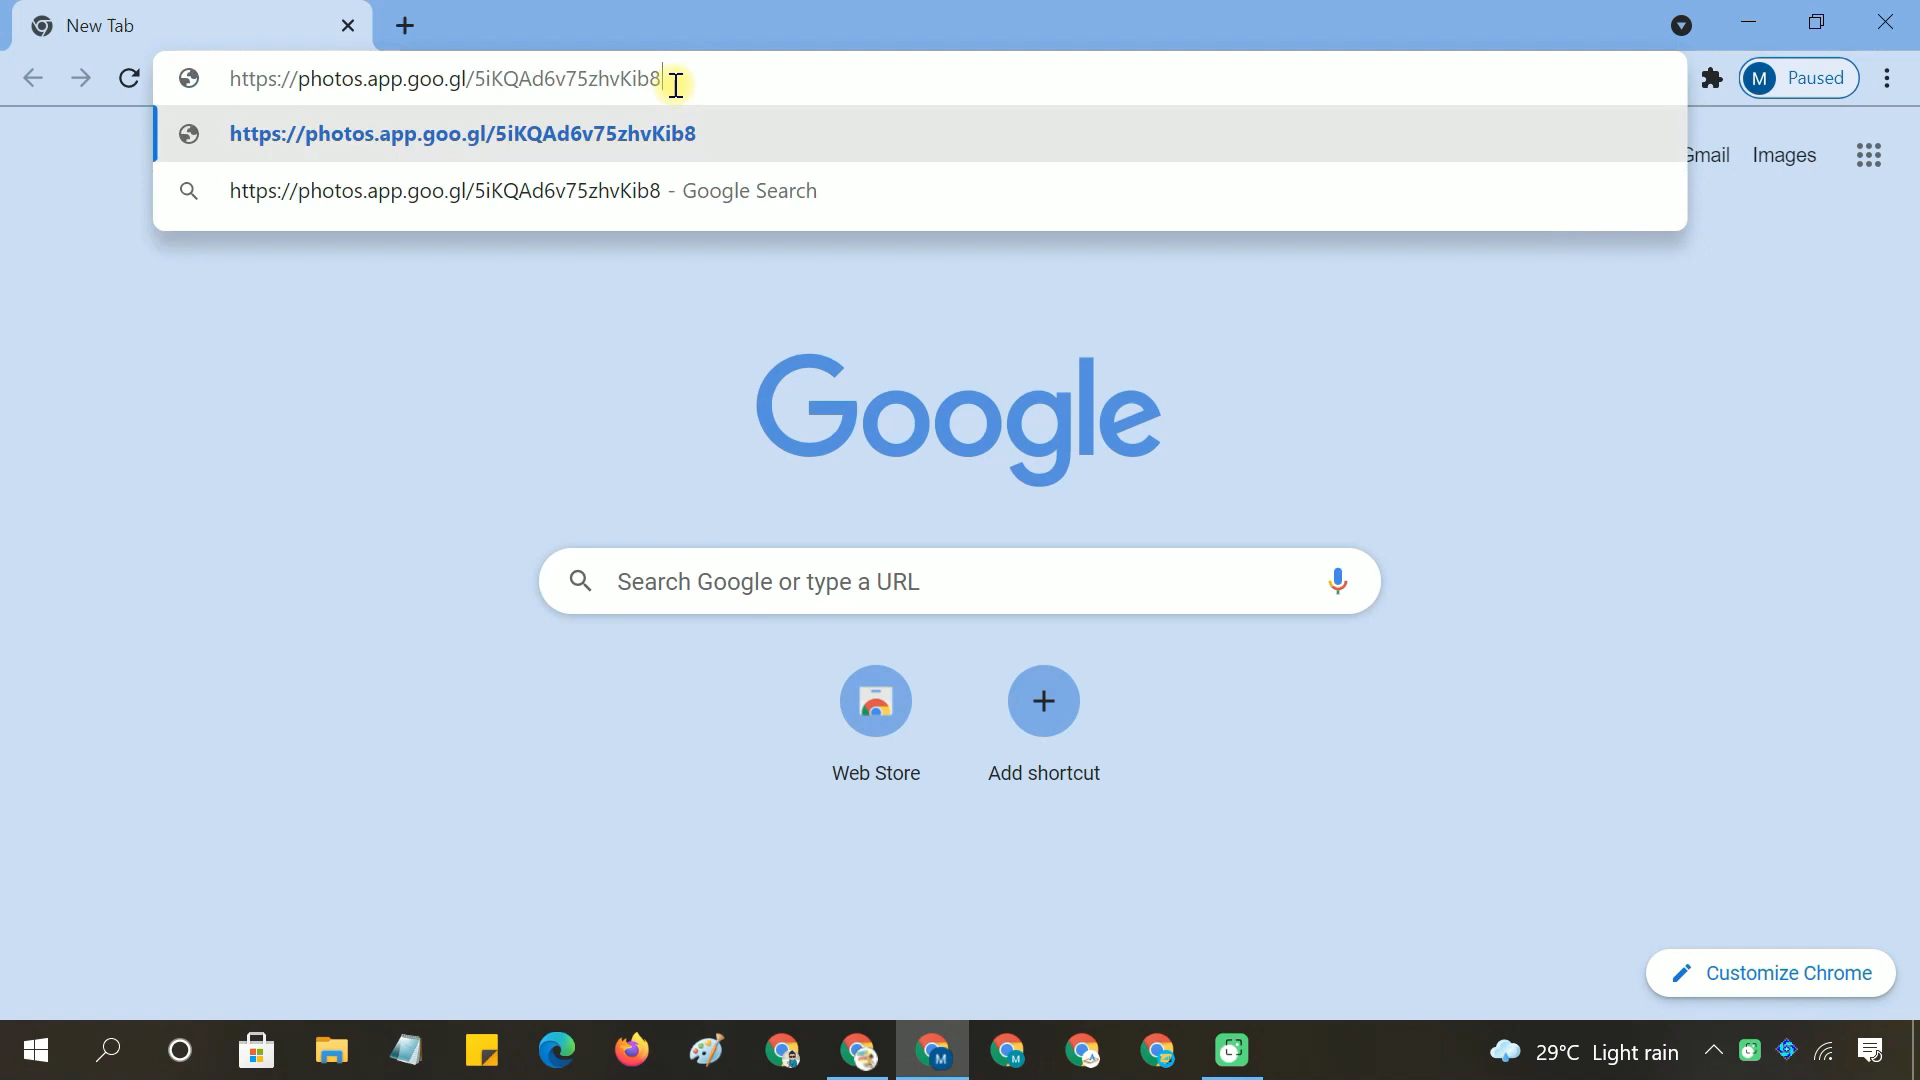 New Tab
https://photos.app.goo.gl/5iKQAd6v75zhvKib8
M Paused
https://photos.app.goo.gl/5iKQAd6v75zhvKib8
https://photos.app.goo.gl/5iKQAd6v75zhvKib8 - Google Search
Gmail Images
Google
Search Google or type a URL
Web Store Add shortcut
Customize Chrome
M M 29°C Light rain